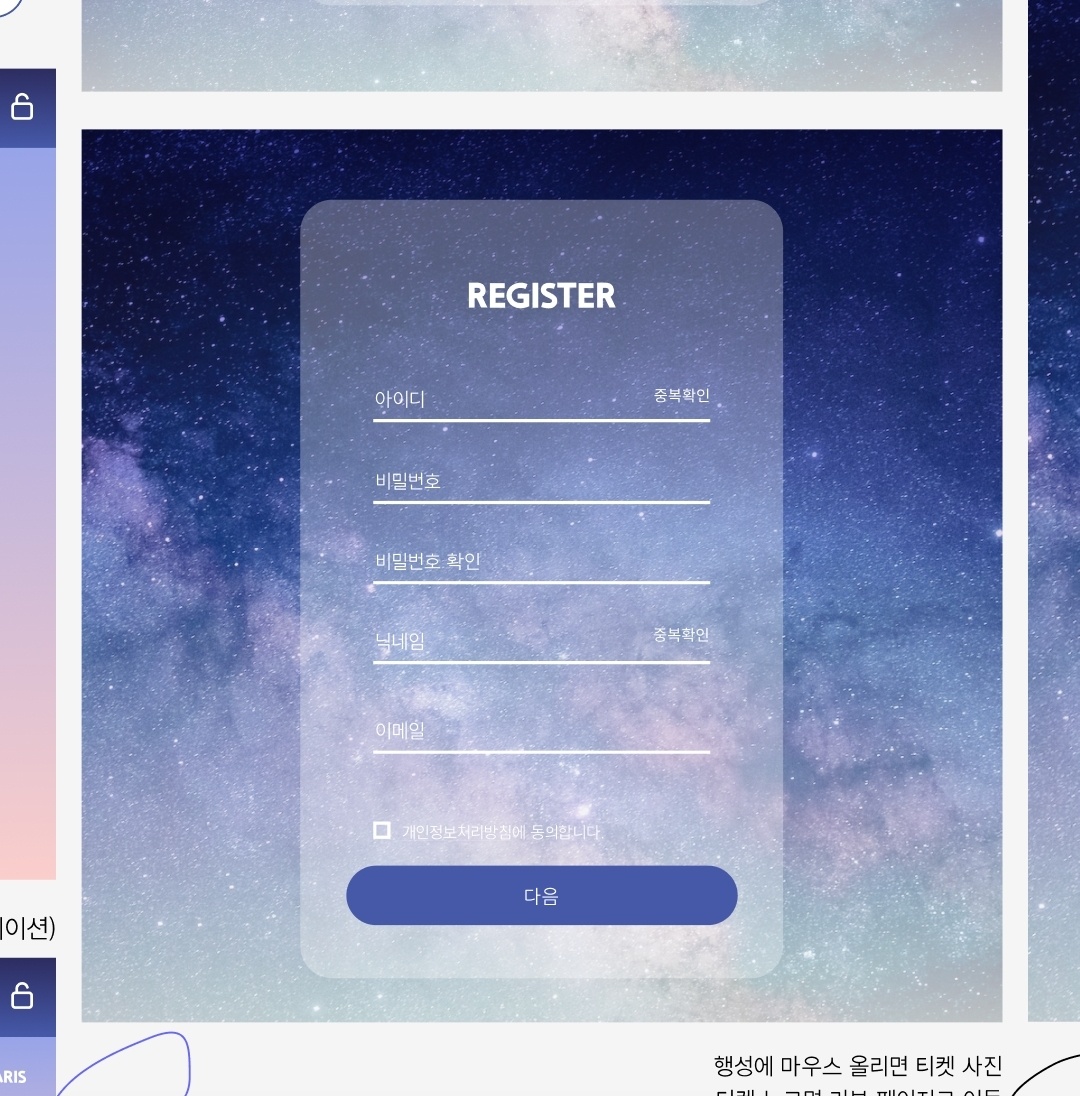 REGISTER
아이디
중복확인
비밀번호
비밀번호 확인
닉네임
중복확인
이메일
개인정보처리방침에 동의합니다.
다음
이션)
ARIS
행성에 마우스 올리면 티켓 사진